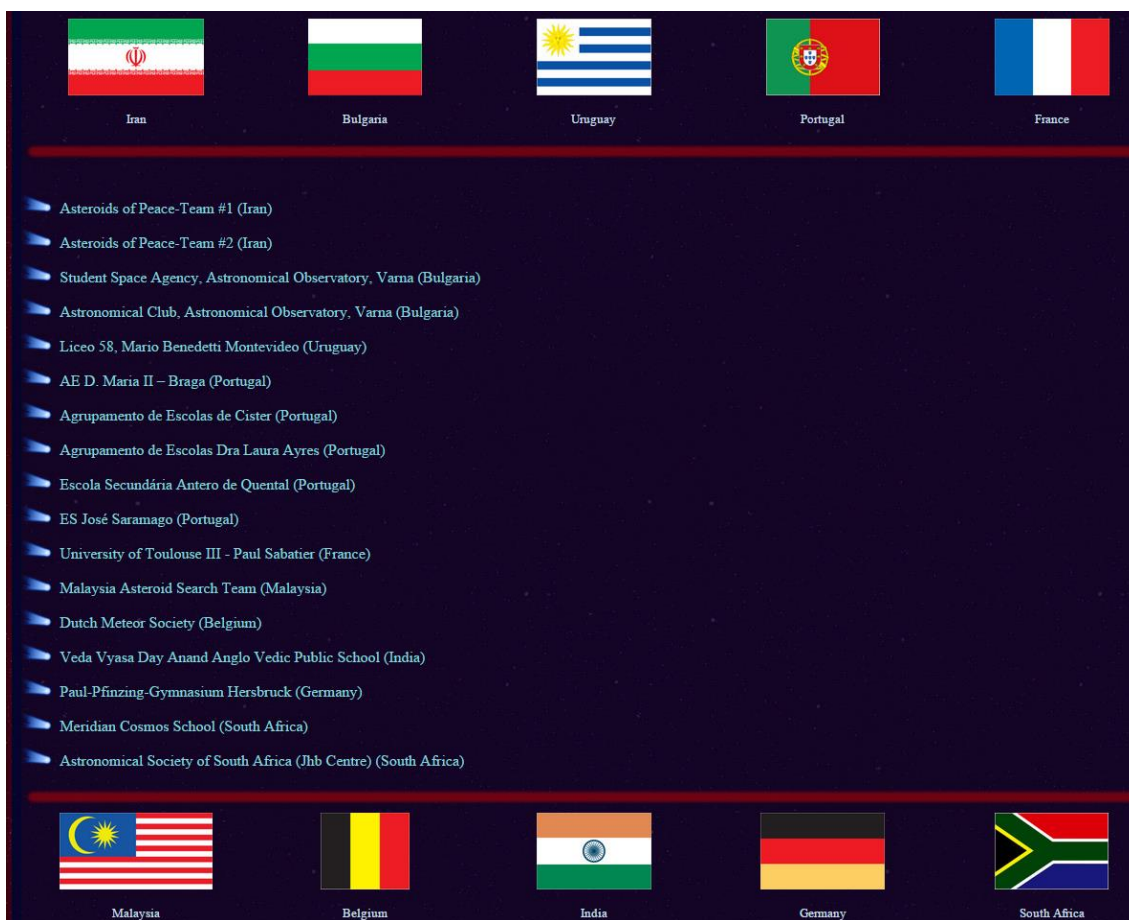 Iran Bulgaria Uruguay Portugal France
Asteroids of Peace-Team #1 (Iran)
Asteroids of Peace-Team #2 (Iran)
Student Space Agency, Astronomical Observatory, Varna (Bulgaria)
Astronomical Club, Astronomical Observatory, Varna (Bulgaria)
Liceo 58, Mario Benedetti Montevideo (Uruguay)
AE D. Maria II – Braga (Portugal)
Agrupamento de Escolas de Cister (Portugal)
Agrupamento de Escolas Dra Laura Ayres (Portugal)
Escola Secundária Antero de Quental (Portugal)
ES José Saramago (Portugal)
University of Toulouse III - Paul Sabatier (France)
Malaysia Asteroid Search Team (Malaysia)
Dutch Meteor Society (Belgium)
Veda Vyasa Day Anand Anglo Vedic Public School (India)
Paul-Pfinzing-Gymnasium Hersbruck (Germany)
Meridian Cosmos School (South Africa)
Astronomical Society of South Africa (Jhb Centre) (South Africa)
Malaysia Belgium India Germany South Africa